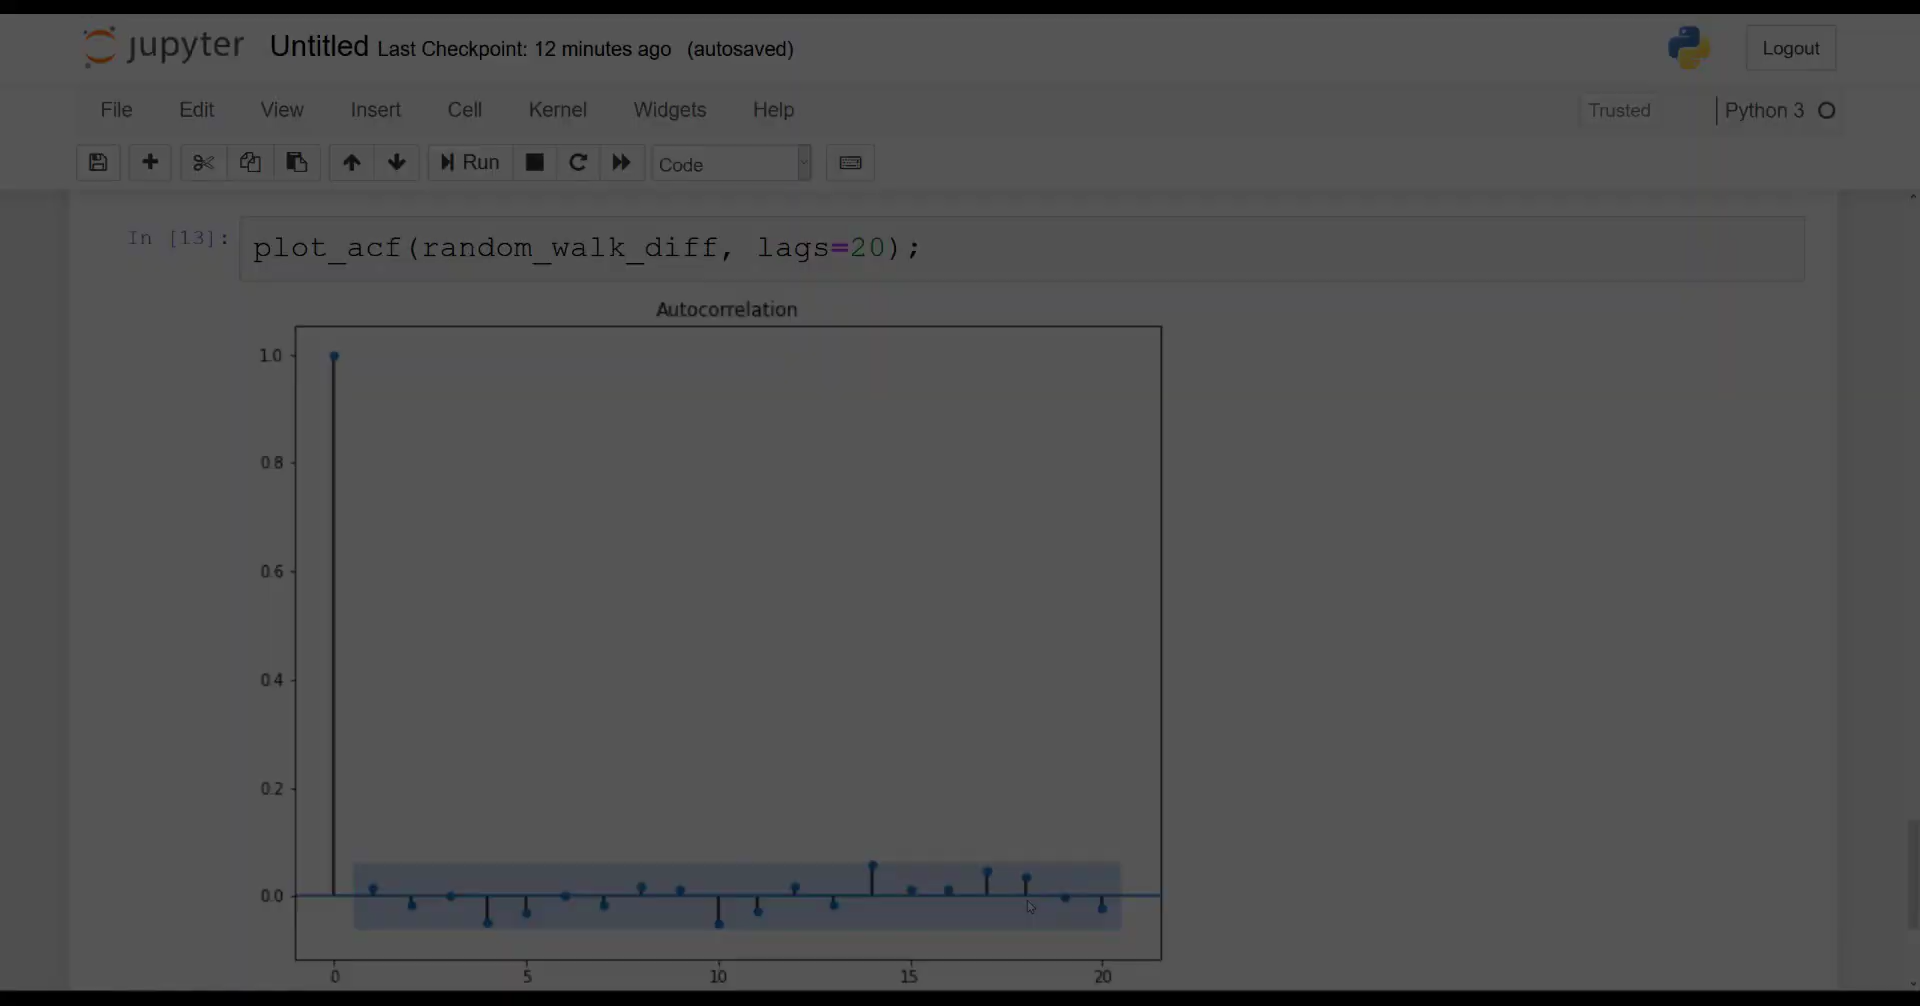 jupyter Untitled Last Checkpoint: 12 minutes ago (autosaved) Logout
File Edit View Insert Cell Kernel Widgets Help Trusted Python 3
Run Code
In [13]: plot_acf(random_walk_diff, lags=20);
Autocorrelation
1.0
0.8
0.6
0.4
0.2
0.0
0 5 10 15 20